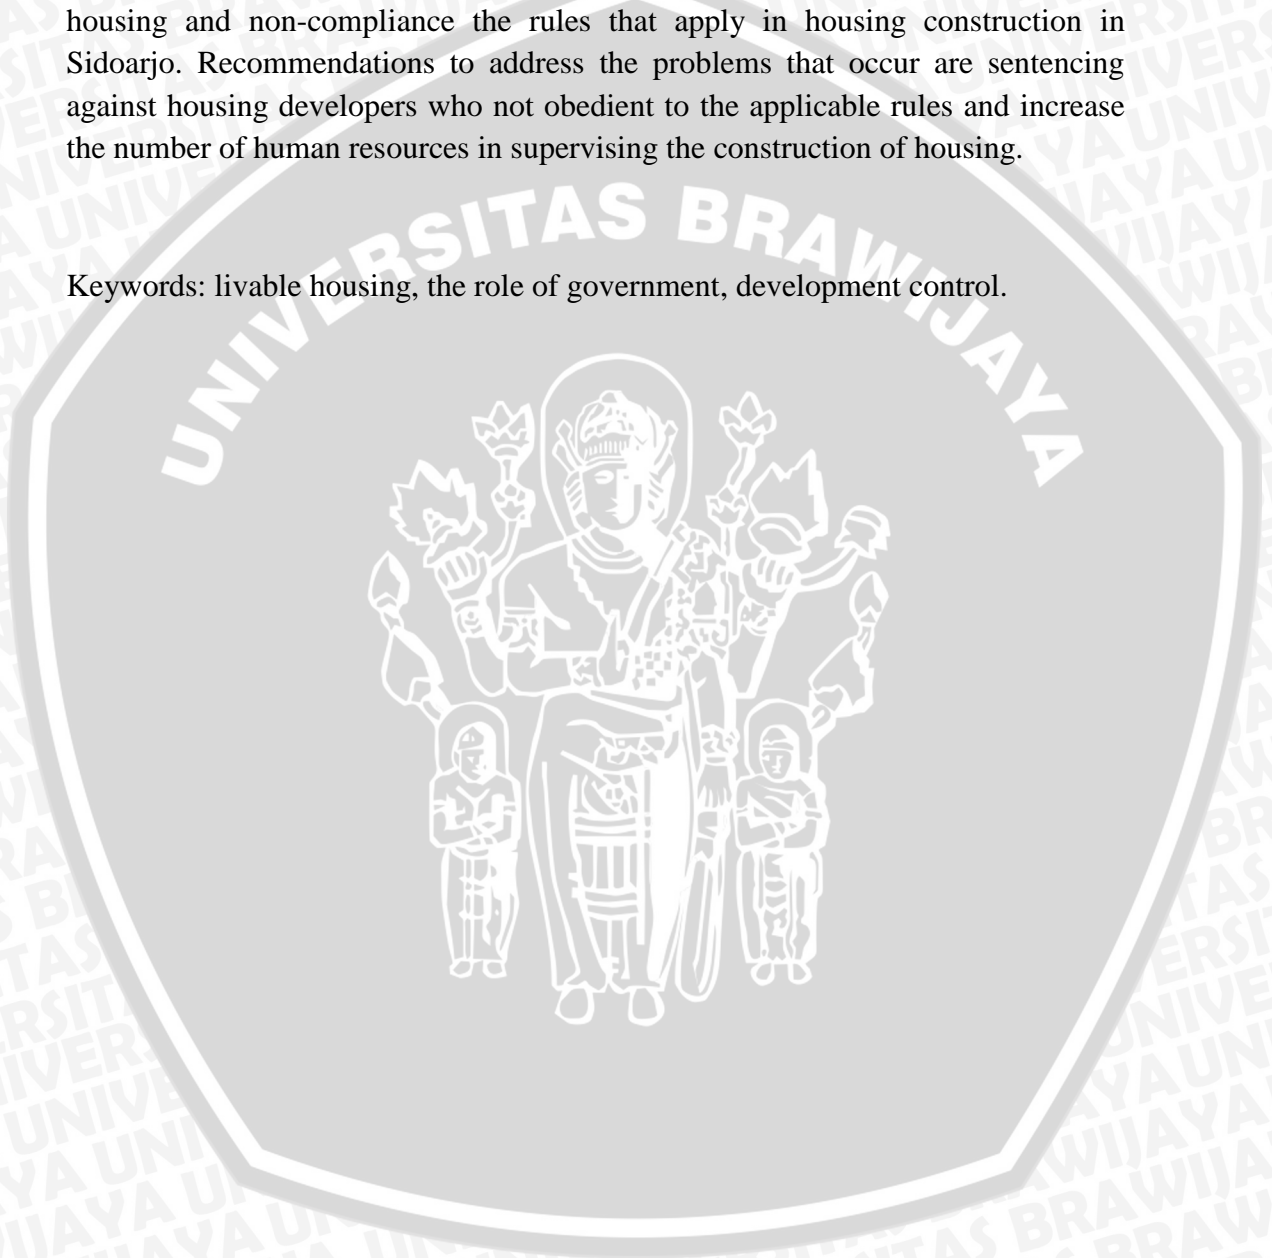 housing and non-compliance the rules that apply in housing construction in
Sidoarjo. Recommendations to address the problems that occur are sentencing
against housing developers who not obedient to the applicable rules and increase
the number of human resources in supervising the construction of housing.
UNIVERSITAS BRAWIJAYA
Keywords: livable housing, the role of government, development control.